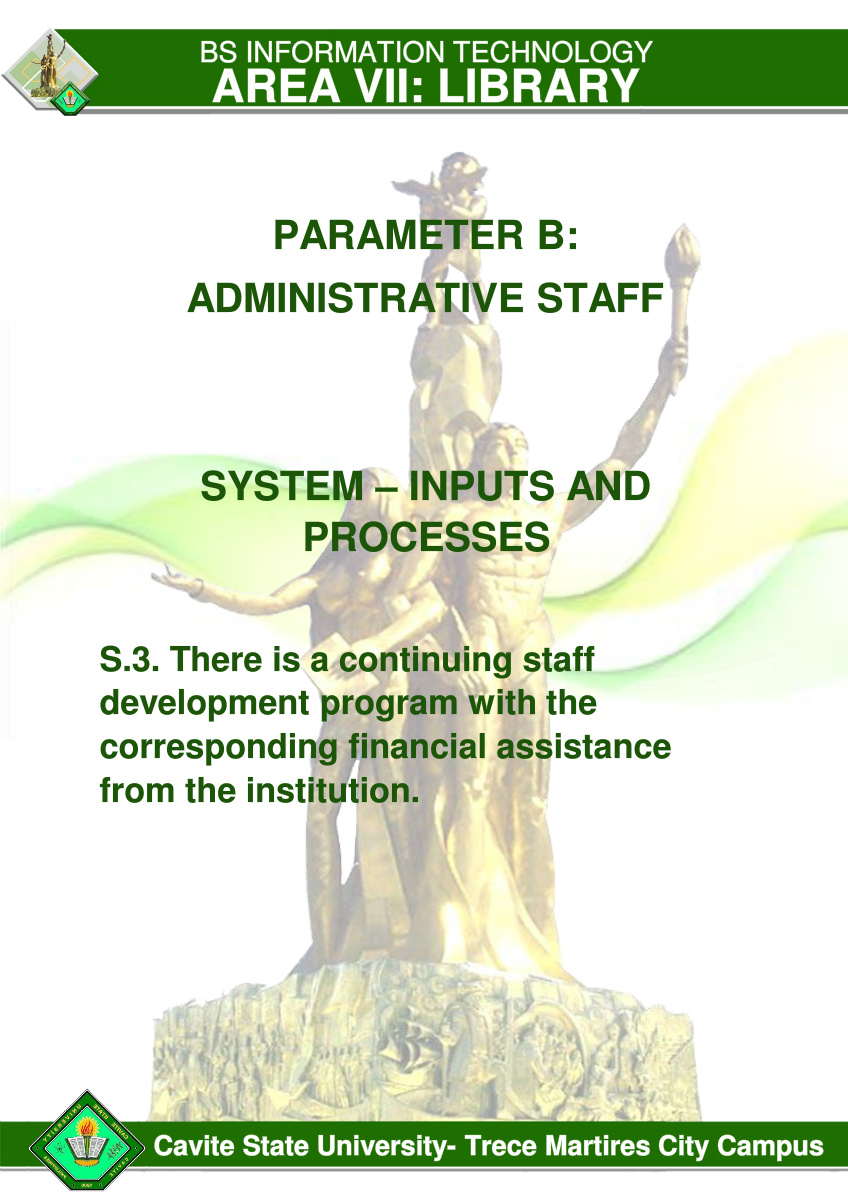 BS INFORMATION TECHNOLOGY
AREA VII: LIBRARY
PARAMETER B:
ADMINISTRATIVE STAFF
SYSTEM – INPUTS AND
PROCESSES
S.3. There is a continuing staff
development program with the
corresponding financial assistance
from the institution.
Cavite State University- Trece Martires City Campus